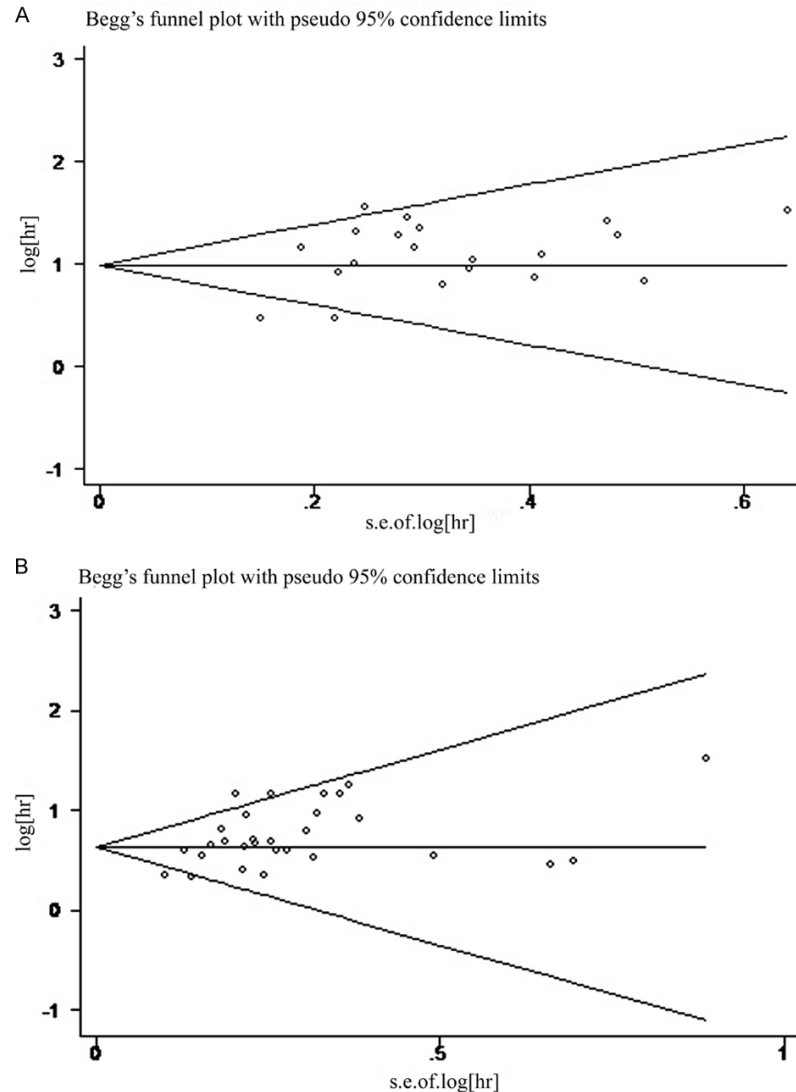 A
Begg's funnel plot with pseudo 95% confidence limits
3
2
1
0
-1
log[hr]
0 .2 .4 .6
s.e.of.log[hr]
B
Begg's funnel plot with pseudo 95% confidence limits
3
2
1
0
-1
log[hr]
0 .5 1
s.e.of.log[hr]